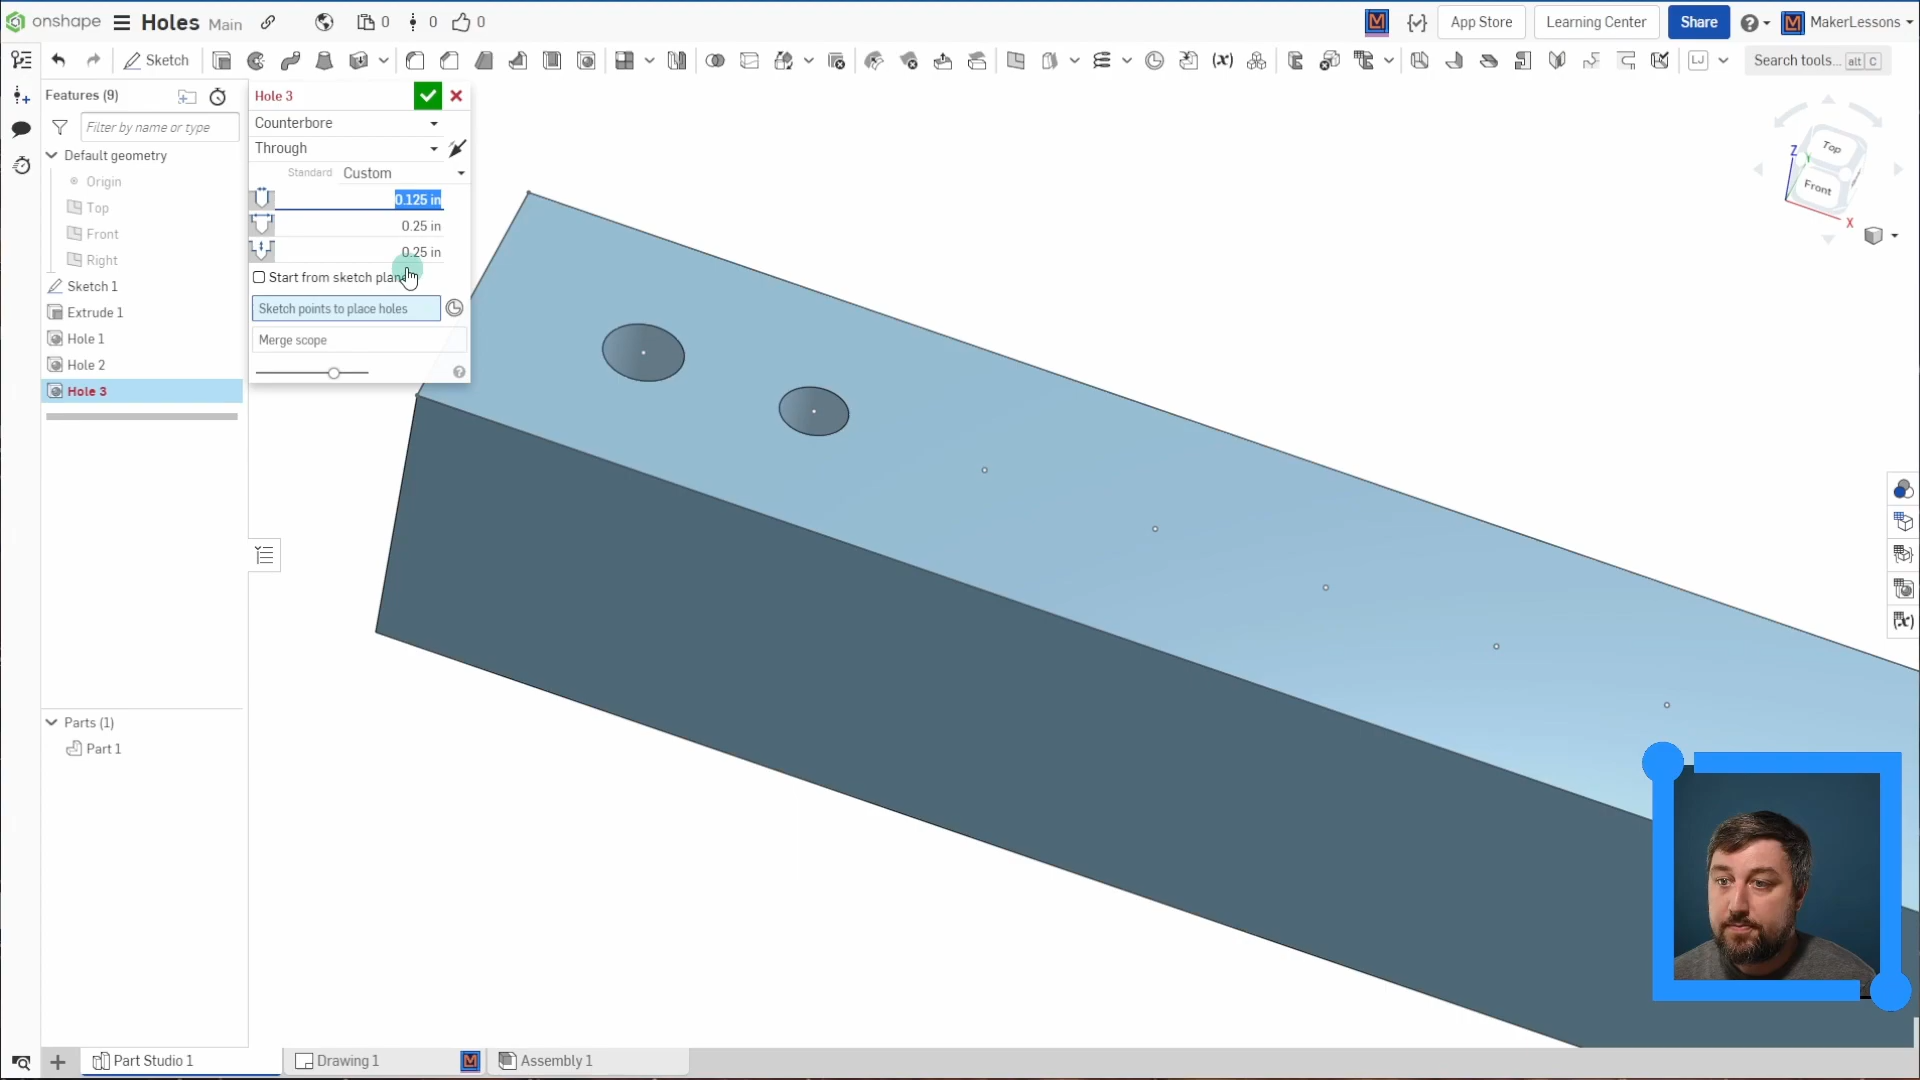 onshape Holes Main 0 0 0 App Store Learning Center Share MakerLessons
Sketch Search tools... alt C
Features (9)
Filter by name or type
Default geometry
Origin
Top
Front
Right
Sketch 1
Extrude 1
Hole 1
Hole 2
Hole 3
Hole 3
Counterbore
Through
Standard Custom
0.125 in
0.25 in
0.25 in
Start from sketch plan
Sketch points to place holes
Merge scope
Z
Y
Top
Front
X
Parts (1)
Part 1
Part Studio 1 Drawing 1 Assembly 1